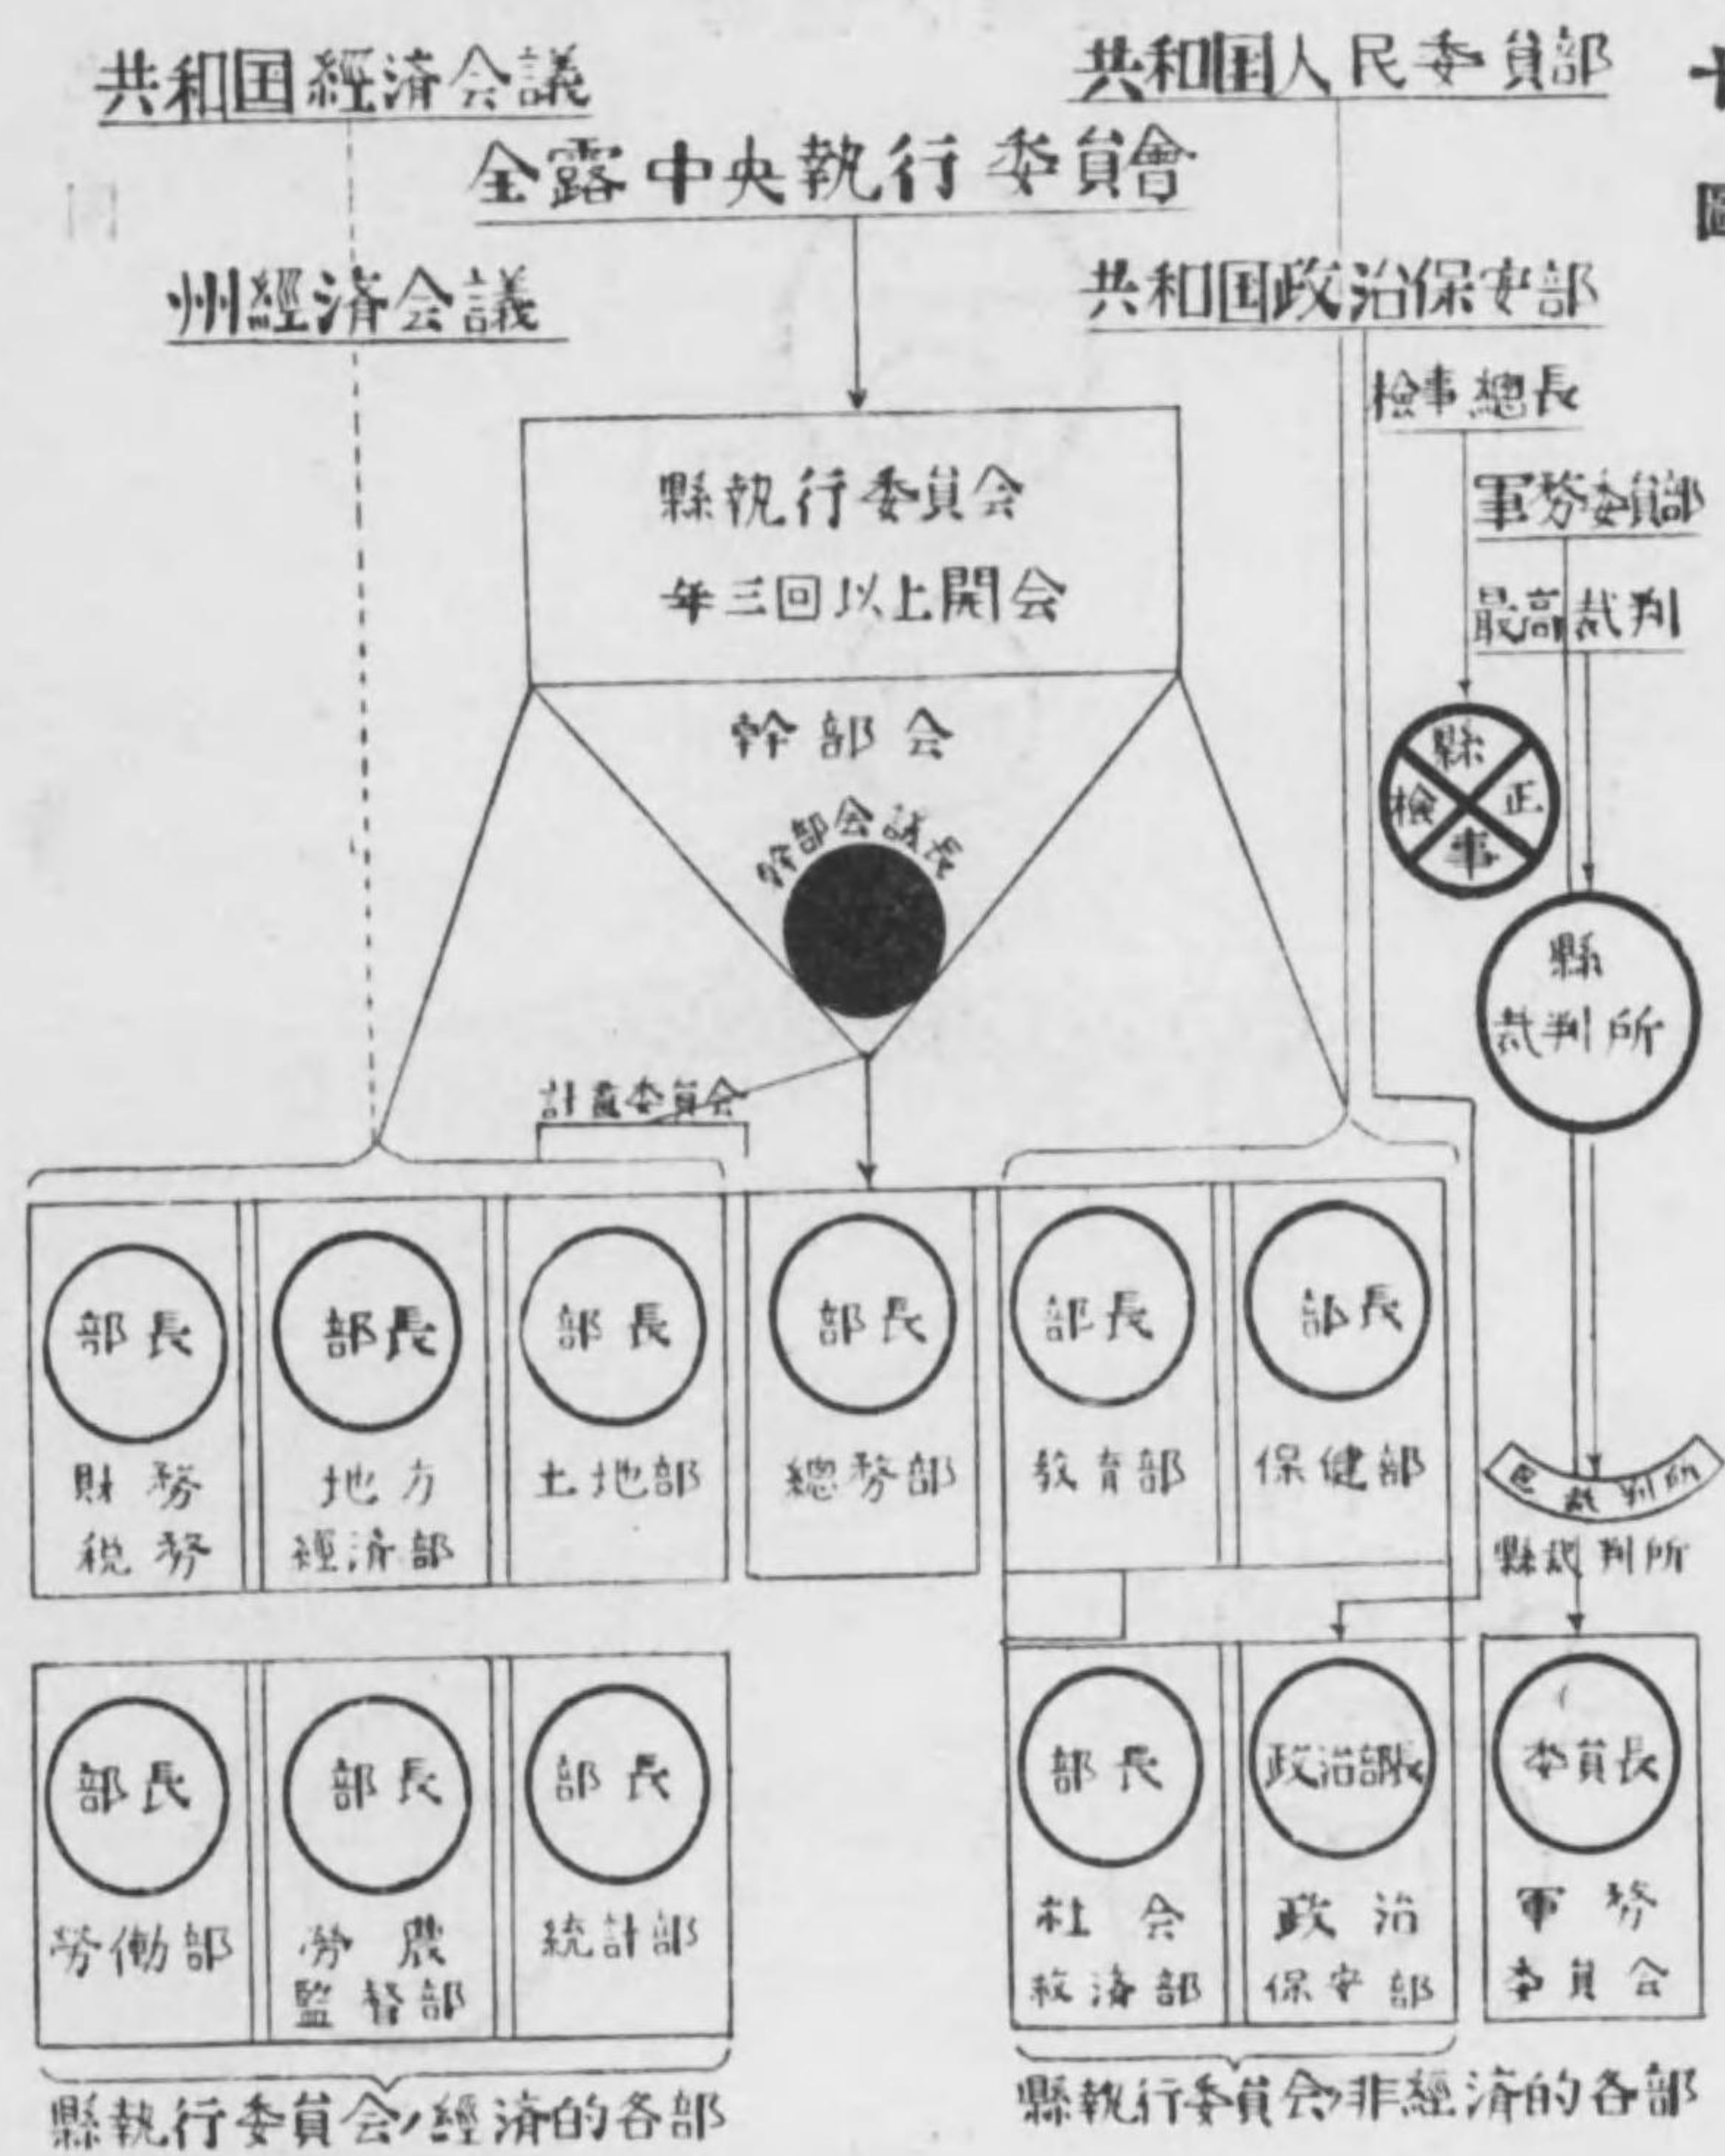 共和国經済会議
共和国人民委員部
全露中央執行委員會
州經済会議
共和国政治保安部
檢事總長
軍務委員部
最高裁判
縣執行委員会
年三回以上開会
幹部会
幹部会議長
縣
檢 正
事
縣
裁判所
計畫委員会
部長
部長
部長
部長
部長
部長
財務
税務
地方
經済部
土地部
總務部
教育部
保健部
裁判所
縣裁判所
部長
部長
部長
部長
政治部長
委員長
勞働部
勞農
監督部
統計部
社会
救済部
政治
保安部
軍務
委員会
縣執行委員会ノ經済的各部
縣執行委員会ノ非經済的各部